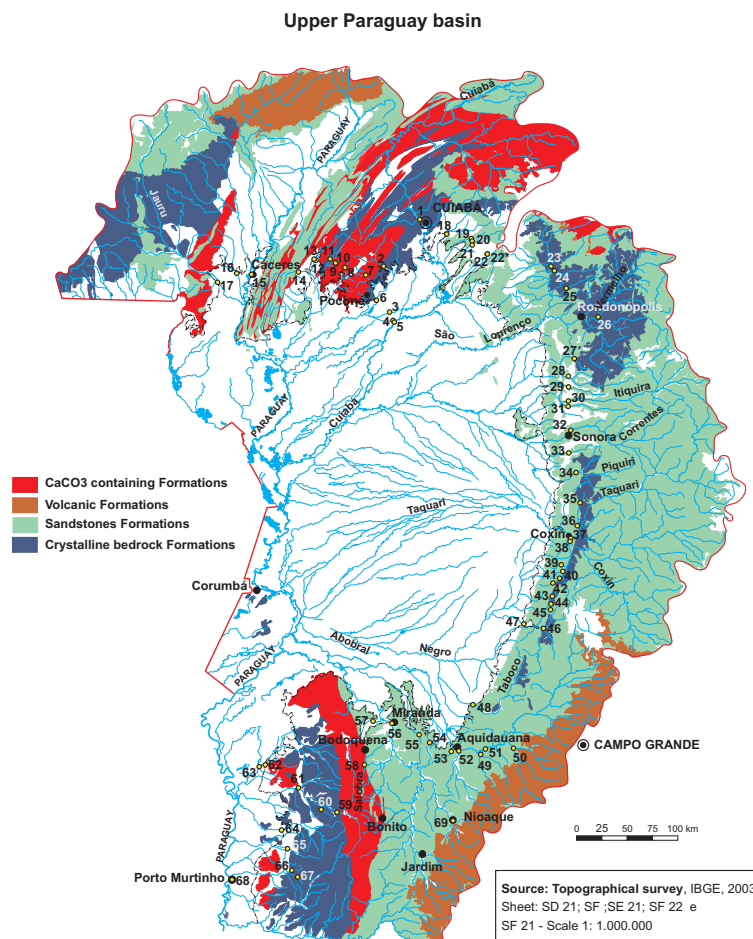 Upper Paraguay basin
Cuiabá
PARAGUAY
Jauru
1
CUIABÁ
18
19
20
21
22
22*
23
24
25
Vermelho
Rondonópolis
26
13
11
10
12
9
8
7
2
16
Cáceres
15
14
17
Poconé
6
3
4
5
São
Lourenço
27
28
29
30
31
Itiquira
PARAGUAY
Cuiabá
Correntes
32
Sonora
33
34
Piquiri
Taquari
35
36
37
Coxim
38
CaCO3 containing Formations
Volcanic Formations
Sandstones Formations
Crystalline bedrock Formations
Taquari
39
40
41
42
43
44
45
46
47
Coxin
Corumbá
Abobral
Negro
PARAGUAY
Taboco
48
57
Miranda
56
55
54
Aquidauana
53
52
51
49
50
CAMPO GRANDE
Bodoquena
58
63
62
61
60
59
Salobra
64
65
Bonito
69
Nioaque
0 25 50 75 100 km
PARAGUAY
66
67
Jardim
Porto Murtinho
68
Source: Topographical survey, IBGE, 2003
Sheet: SD 21; SF ;SE 21; SF 22 e
SF 21 - Scale 1: 1.000.000